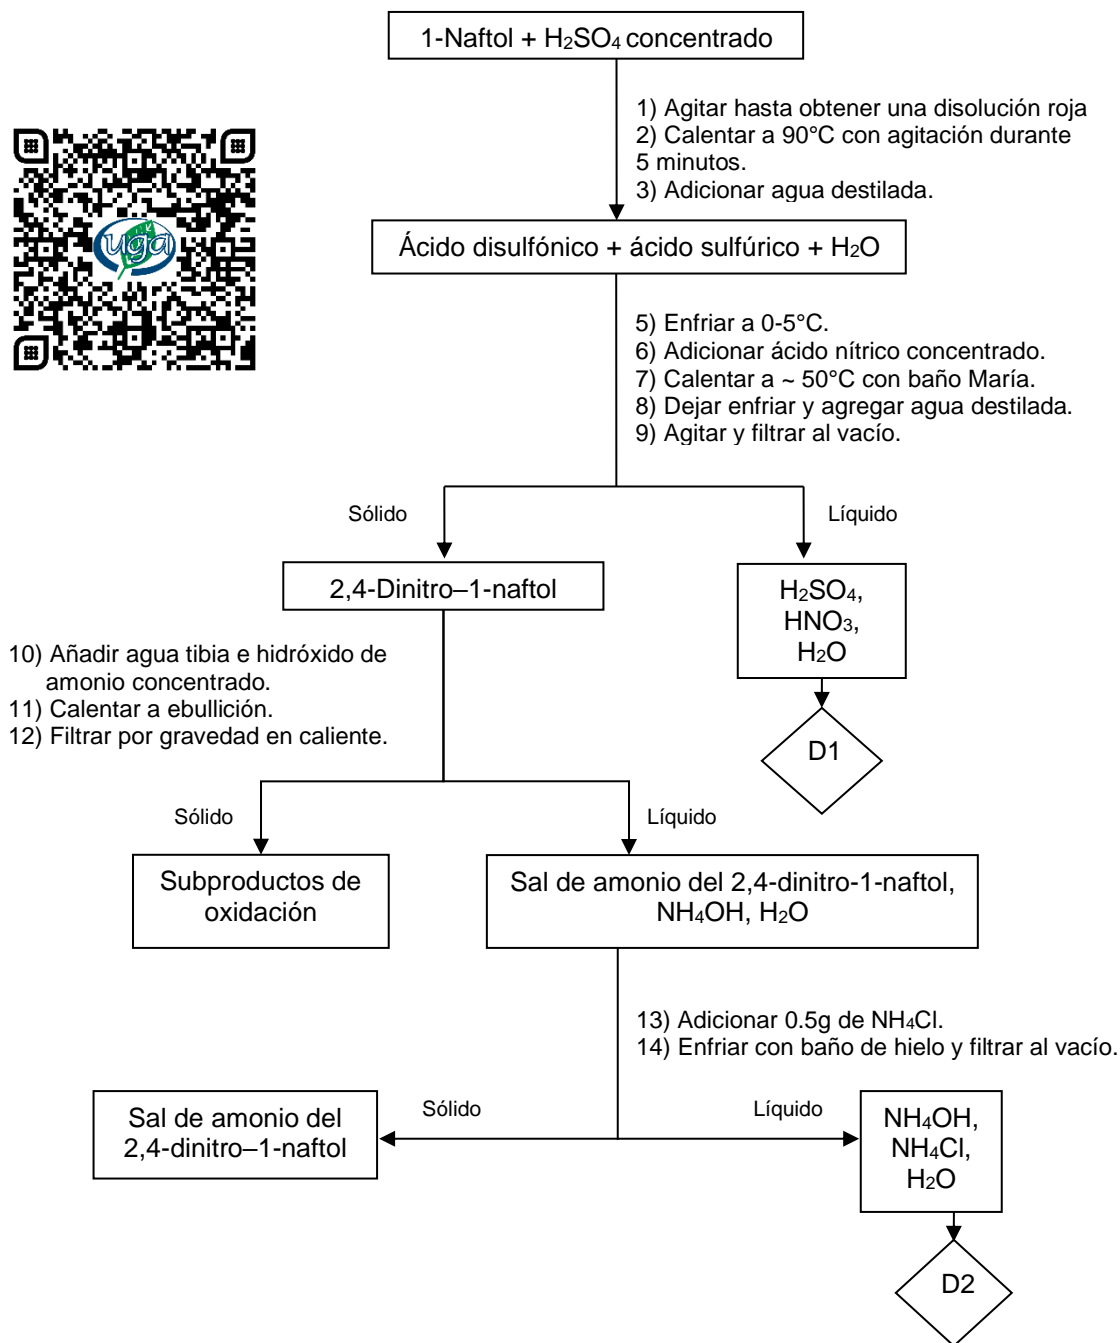 1-Naftol + H₂SO₄ concentrado
1) Agitar hasta obtener una disolución roja
2) Calentar a 90°C con agitación durante
5 minutos.
3) Adicionar agua destilada.
uga
Ácido disulfónico + ácido sulfúrico + H₂O
5) Enfriar a 0-5°C.
6) Adicionar ácido nítrico concentrado.
7) Calentar a ~ 50°C con baño María.
8) Dejar enfriar y agregar agua destilada.
9) Agitar y filtrar al vacío.
Sólido
Líquido
2,4-Dinitro–1-naftol
H₂SO₄,
HNO₃,
H₂O
10) Añadir agua tibia e hidróxido de
amonio concentrado.
11) Calentar a ebullición.
12) Filtrar por gravedad en caliente.
D1
Sólido
Líquido
Subproductos de
oxidación
Sal de amonio del 2,4-dinitro-1-naftol,
NH₄OH, H₂O
13) Adicionar 0.5g de NH₄Cl.
14) Enfriar con baño de hielo y filtrar al vacío.
Sólido
Líquido
Sal de amonio del
2,4-dinitro–1-naftol
NH₄OH,
NH₄Cl,
H₂O
D2